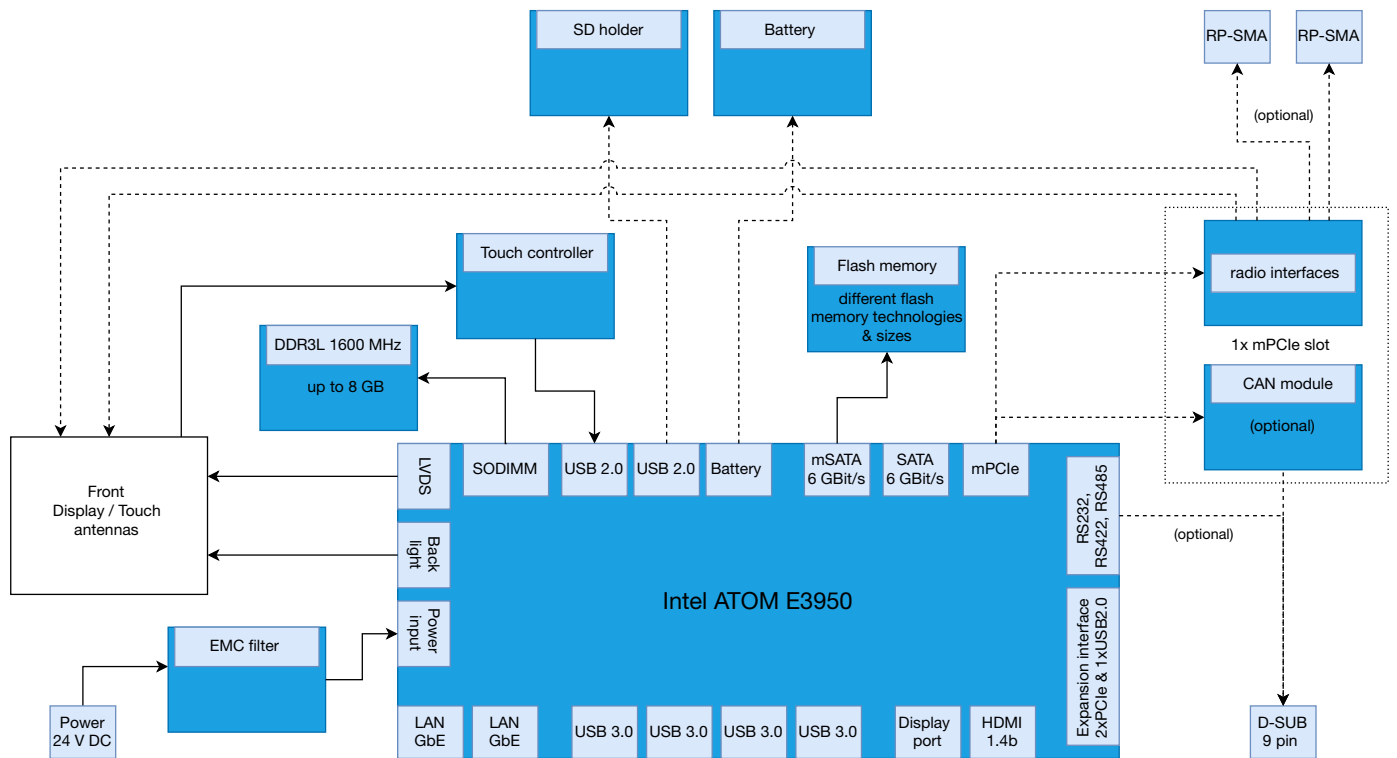 SD holder
Battery
RP-SMA
RP-SMA
(optional)
Touch controller
Flash memory
different flash
memory technologies
& sizes
radio interfaces
1x mPCIe slot
DDR3L 1600 MHz
up to 8 GB
CAN module
(optional)
Front
Display / Touch
antennas
LVDS
SODIMM
USB 2.0
USB 2.0
Battery
mSATA
6 GBit/s
SATA
6 GBit/s
mPCIe
RS232,
RS422, RS485
(optional)
Back
light
Intel ATOM E3950
Power
input
EMC filter
Expansion interface
2xPCIe & 1xUSB2.0
Power
24 V DC
LAN
GbE
LAN
GbE
USB 3.0
USB 3.0
USB 3.0
USB 3.0
Display
port
HDMI
1.4b
D-SUB
9 pin